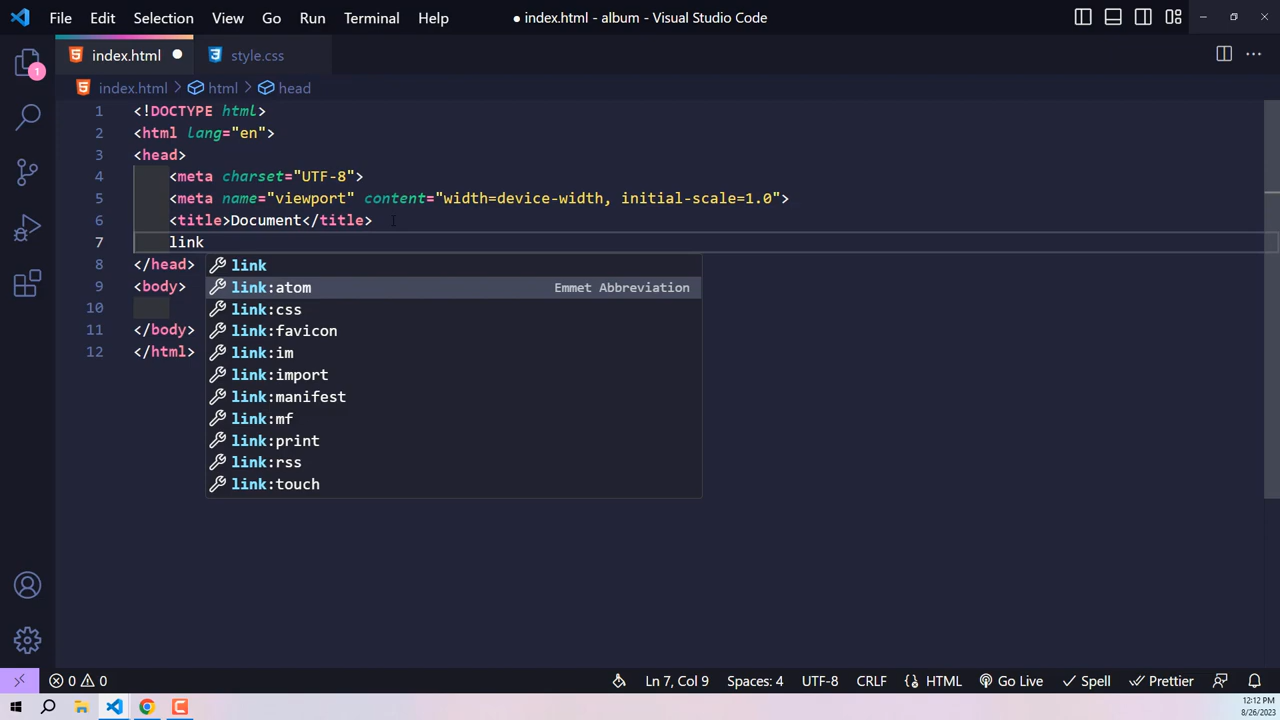 File Edit Selection View Go Run Terminal Help ● index.html - album - Visual Studio Code
1
index.html ● style.css
index.html > html > head
1 <!DOCTYPE html>
2 <html lang="en">
3 <head>
4 <meta charset="UTF-8">
5 <meta name="viewport" content="width=device-width, initial-scale=1.0">
6 <title>Document</title>
7 link
8 </head>
link
9 <body>
link:atom Emmet Abbreviation
10
link:css
11 </body>
link:favicon
12 </html>
link:im
link:import
link:manifest
link:mf
link:print
link:rss
link:touch
0 0 Ln 7, Col 9 Spaces: 4 UTF-8 CRLF {} HTML Go Live Spell Prettier
12:12 PM
8/26/2023